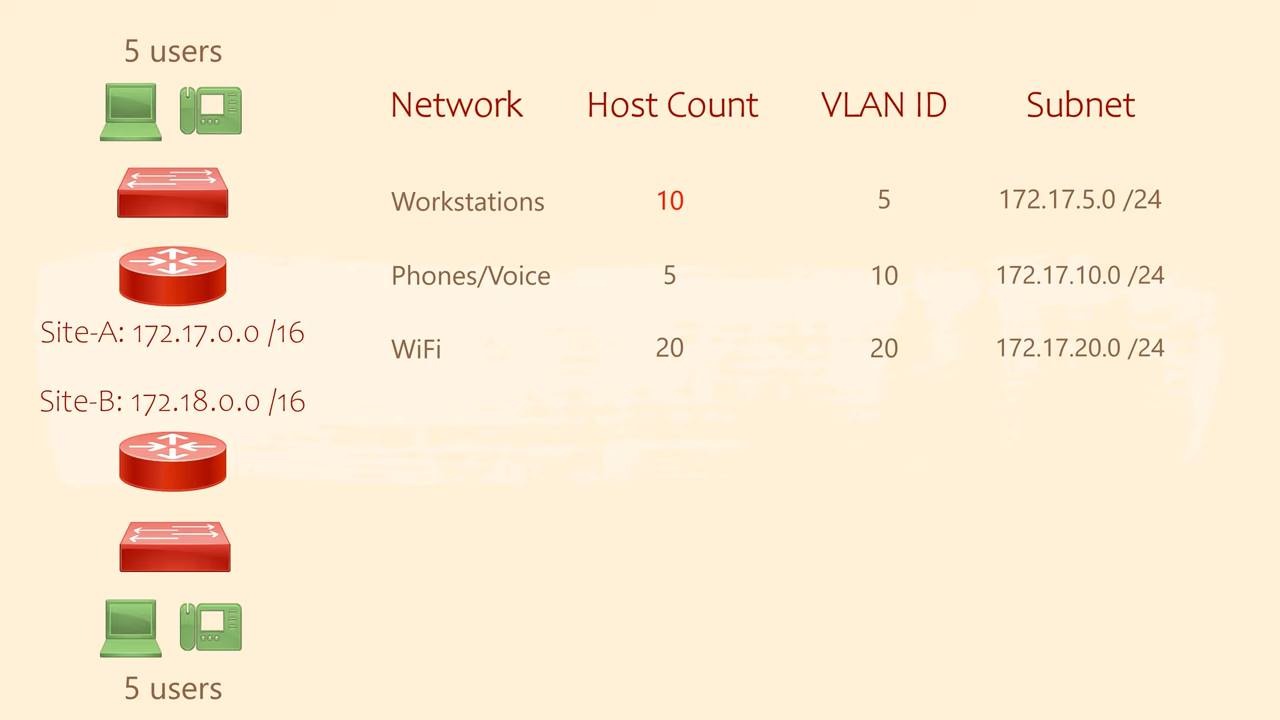 5 users
Network Host Count VLAN ID Subnet
Workstations 10 5 172.17.5.0 /24
Phones/Voice 5 10 172.17.10.0 /24
WiFi 20 20 172.17.20.0 /24
Site-A: 172.17.0.0 /16
Site-B: 172.18.0.0 /16
5 users